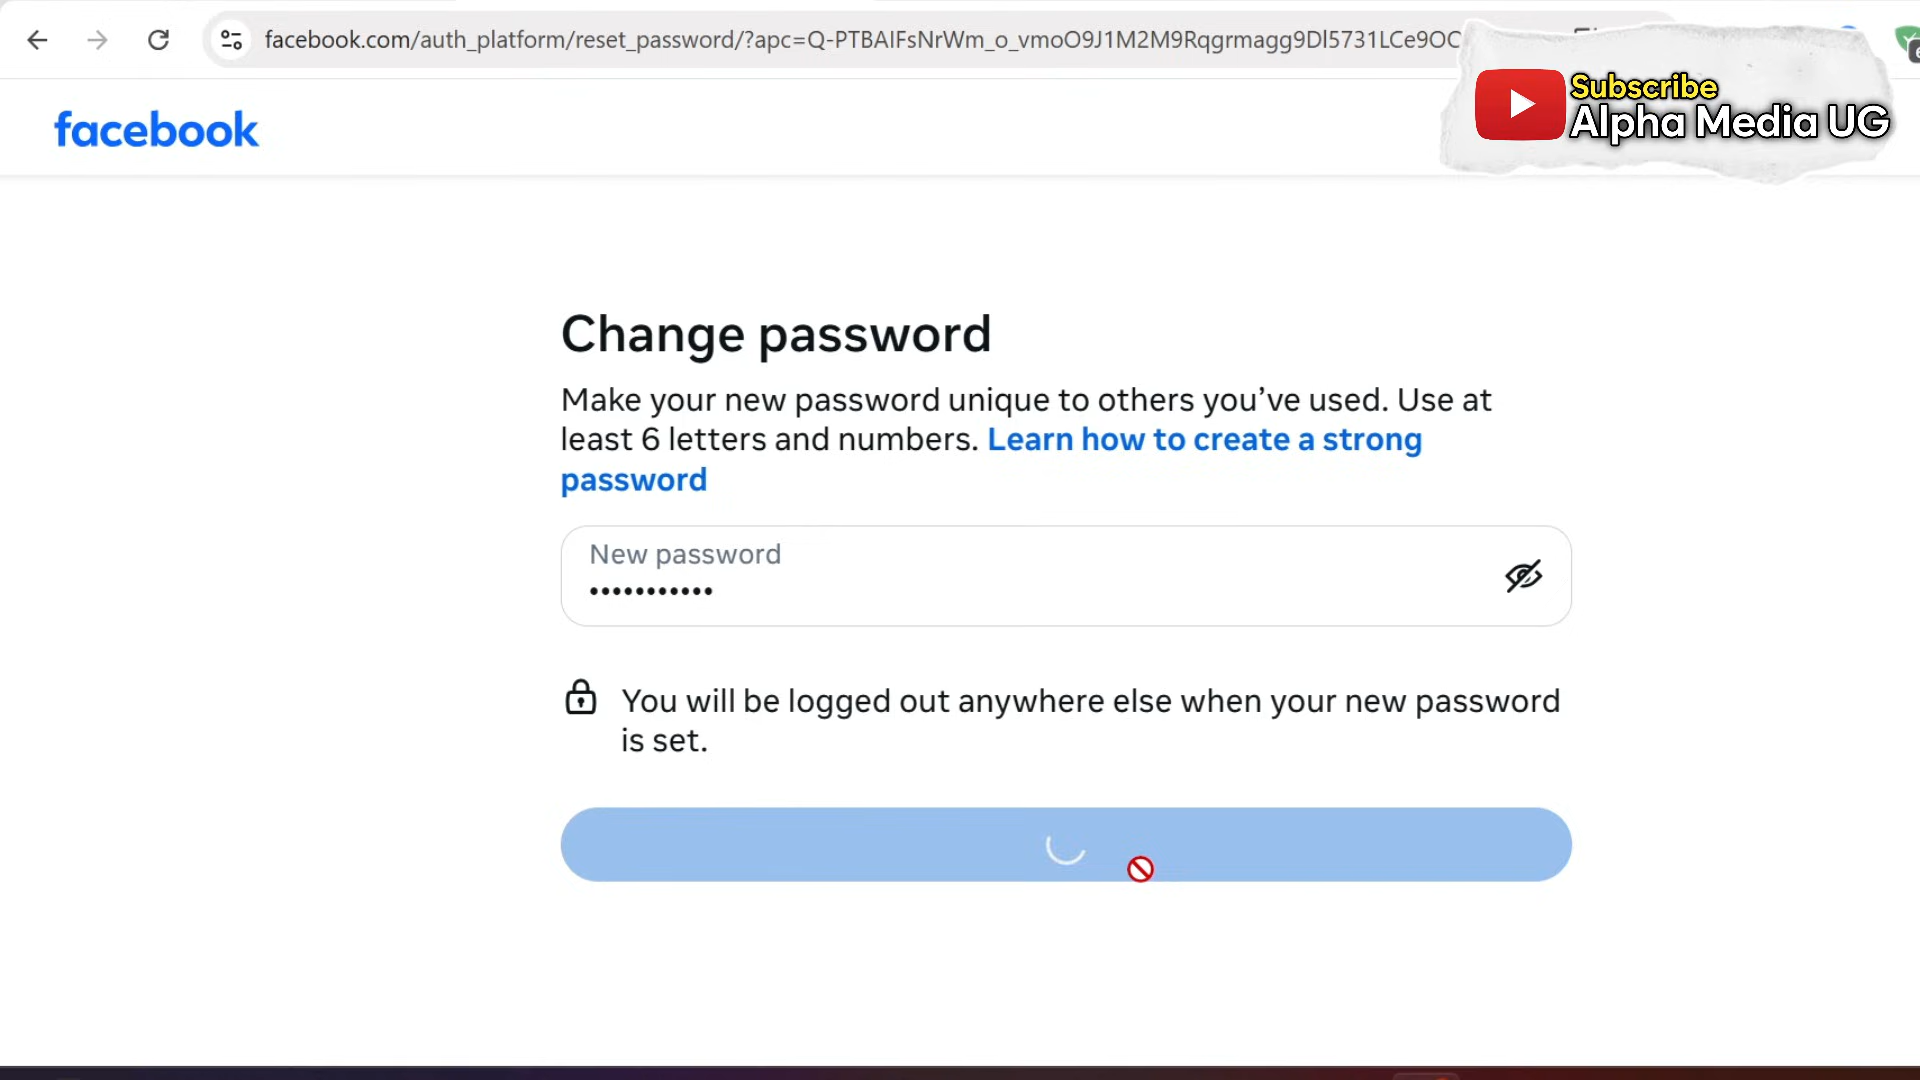 facebook.com/auth_platform/reset_password/?apc=Q-PTBAIFsNrWm_o_vmoO9J1M2M9Rqgrmagg9Dl5731LCe9OC
Subscribe
Alpha Media UG
facebook
Change password
Make your new password unique to others you’ve used. Use at
least 6 letters and numbers. Learn how to create a strong
password
New password
•••••••••••
You will be logged out anywhere else when your new password
is set.